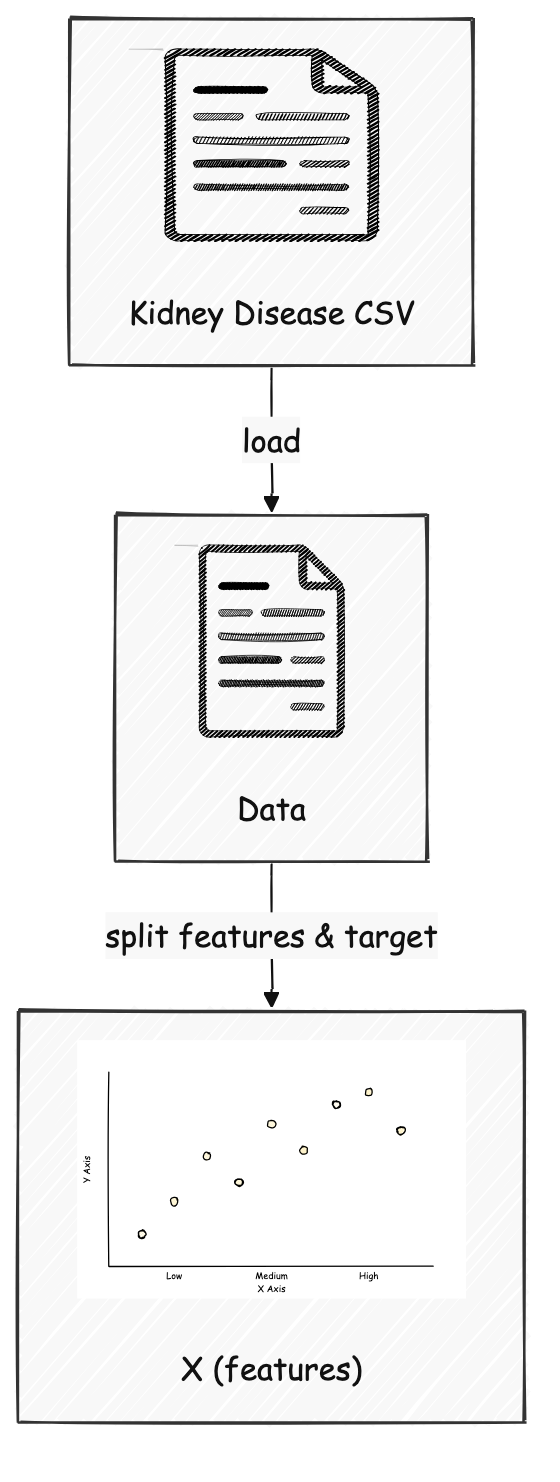 Kidney Disease CSV
load
Data
split features & target
Y Axis
Low Medium High
X Axis
X (features)